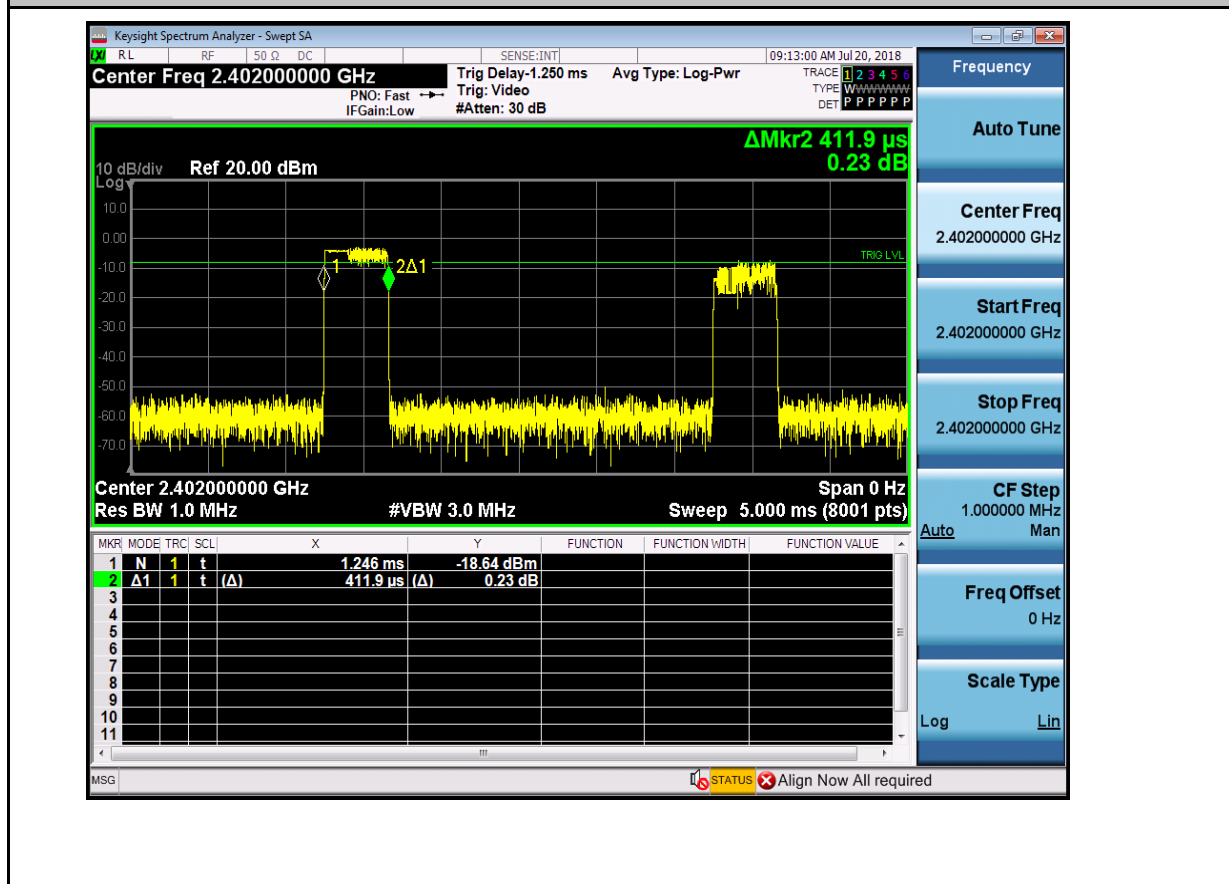 Keysight Spectrum Analyzer - Swept SA
LXI RL RF 50 Ω DC SENSE:INT 09:13:00 AM Jul 20, 2018
Center Freq 2.402000000 GHz
PNO: Fast
IFGain:Low
Trig Delay-1.250 ms
Trig: Video
#Atten: 30 dB
Avg Type: Log-Pwr
TRACE 1 2 3 4 5 6
TYPE WWWWWW
DET P P P P P P
ΔMkr2 411.9 µs
0.23 dB
10 dB/div Ref 20.00 dBm
Log
10.0
0.00
-10.0
-20.0
-30.0
-40.0
-50.0
-60.0
-70.0
1
2Δ1
TRIG LVL
Center 2.402000000 GHz Span 0 Hz
Res BW 1.0 MHz #VBW 3.0 MHz Sweep 5.000 ms (8001 pts)
MKR MODE TRC SCL X Y FUNCTION FUNCTION WIDTH FUNCTION VALUE
1 N 1 t 1.246 ms -18.64 dBm
2 Δ1 1 t (Δ) 411.9 µs (Δ) 0.23 dB
3
4
5
6
7
8
9
10
11
MSG STATUS Align Now All required
Frequency
Auto Tune
Center Freq
2.402000000 GHz
Start Freq
2.402000000 GHz
Stop Freq
2.402000000 GHz
CF Step
1.000000 MHz
Auto Man
Freq Offset
0 Hz
Scale Type
Log Lin